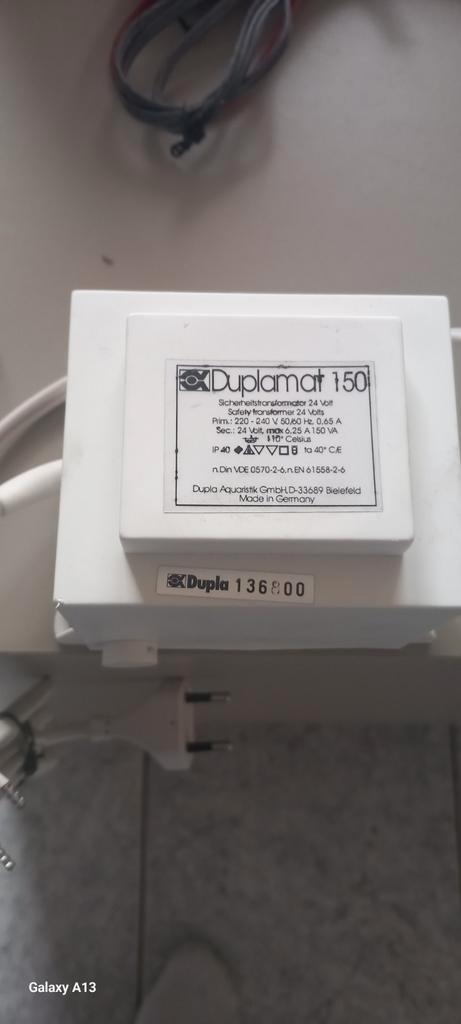 Duplamat 150
Sicherheitstransformator 24 Volt
Safety transformer 24 Volts
Prim.: 220 - 240 V, 50/60 Hz, 0,65 A
Sec.: 24 Volt, max 6,25 A 150 VA
110° Celsius
IP 40 ta 40° C/E
n.Din VDE 0570-2-6, n.EN 61558-2-6
Dupla Aquaristik GmbH, D-33689 Bielefeld
Made in Germany
Dupla 136800
Galaxy A13